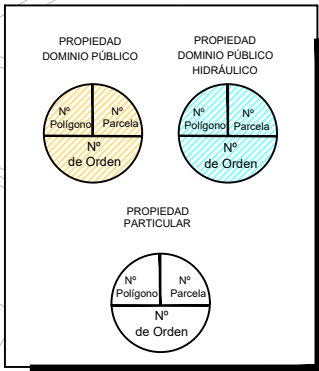 PROPIEDAD
DOMINIO PÚBLICO
Nº
Polígono
Nº
Parcela
Nº
de Orden
PROPIEDAD
DOMINIO PÚBLICO
HIDRÁULICO
Nº
Polígono
Nº
Parcela
Nº
de Orden
PROPIEDAD
PARTICULAR
Nº
Polígono
Nº
Parcela
Nº
de Orden